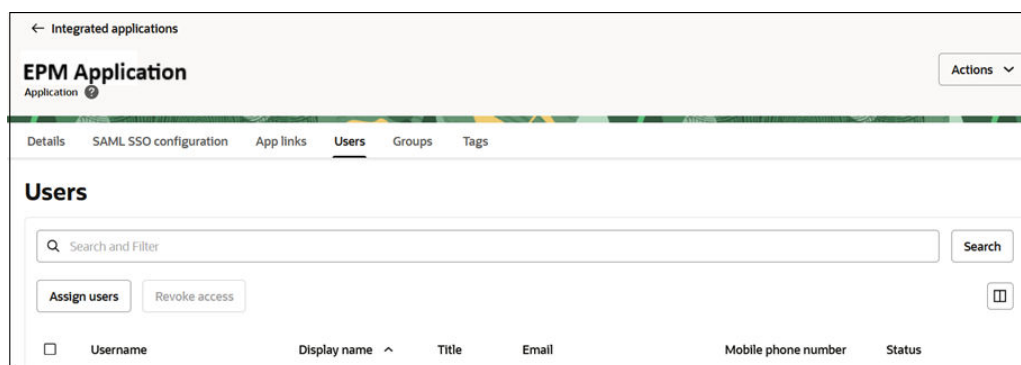 ← Integrated applications
EPM Application
Actions
Application ?
Details SAML SSO configuration App links Users Groups Tags
Users
Search and Filter Search
Assign users Revoke access
Username Display name Title Email Mobile phone number Status